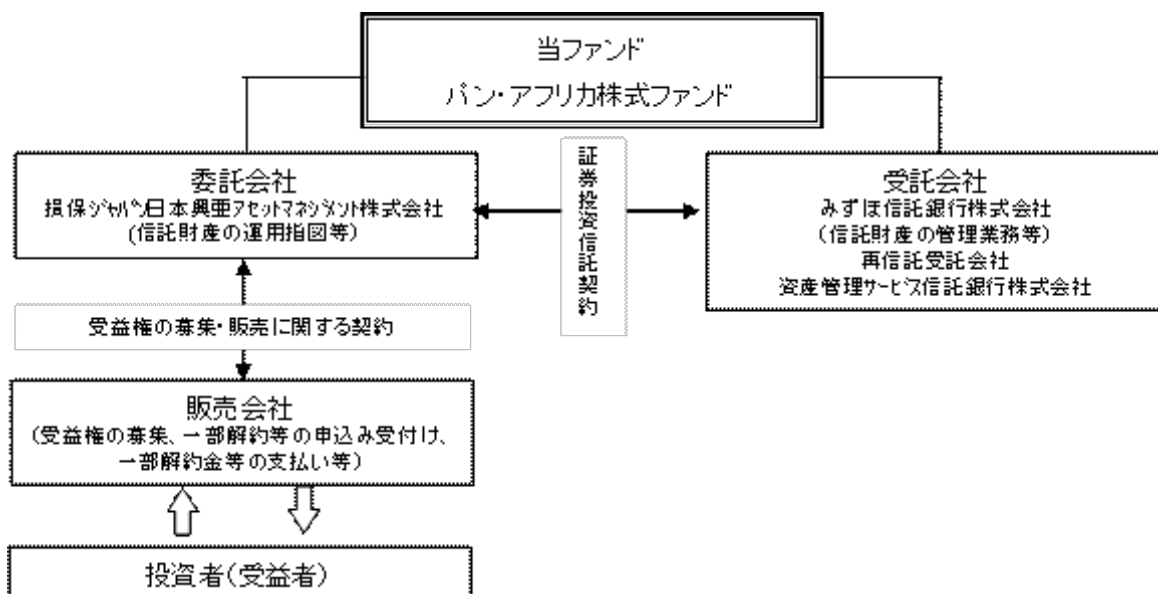 当ファンド
パン・アフリカ株式ファンド
委託会社
損保ジャパン日本興亜アセットマネジメント株式会社
(信託財産の運用指図等)
証券投資信託契約
受託会社
みずほ信託銀行株式会社
(信託財産の管理業務等)
再信託受託会社
資産管理サービス信託銀行株式会社
受益権の募集・販売に関する契約
販売会社
(受益権の募集、一部解約等の申込み受付け、
一部解約金等の支払い等)
投資者(受益者)